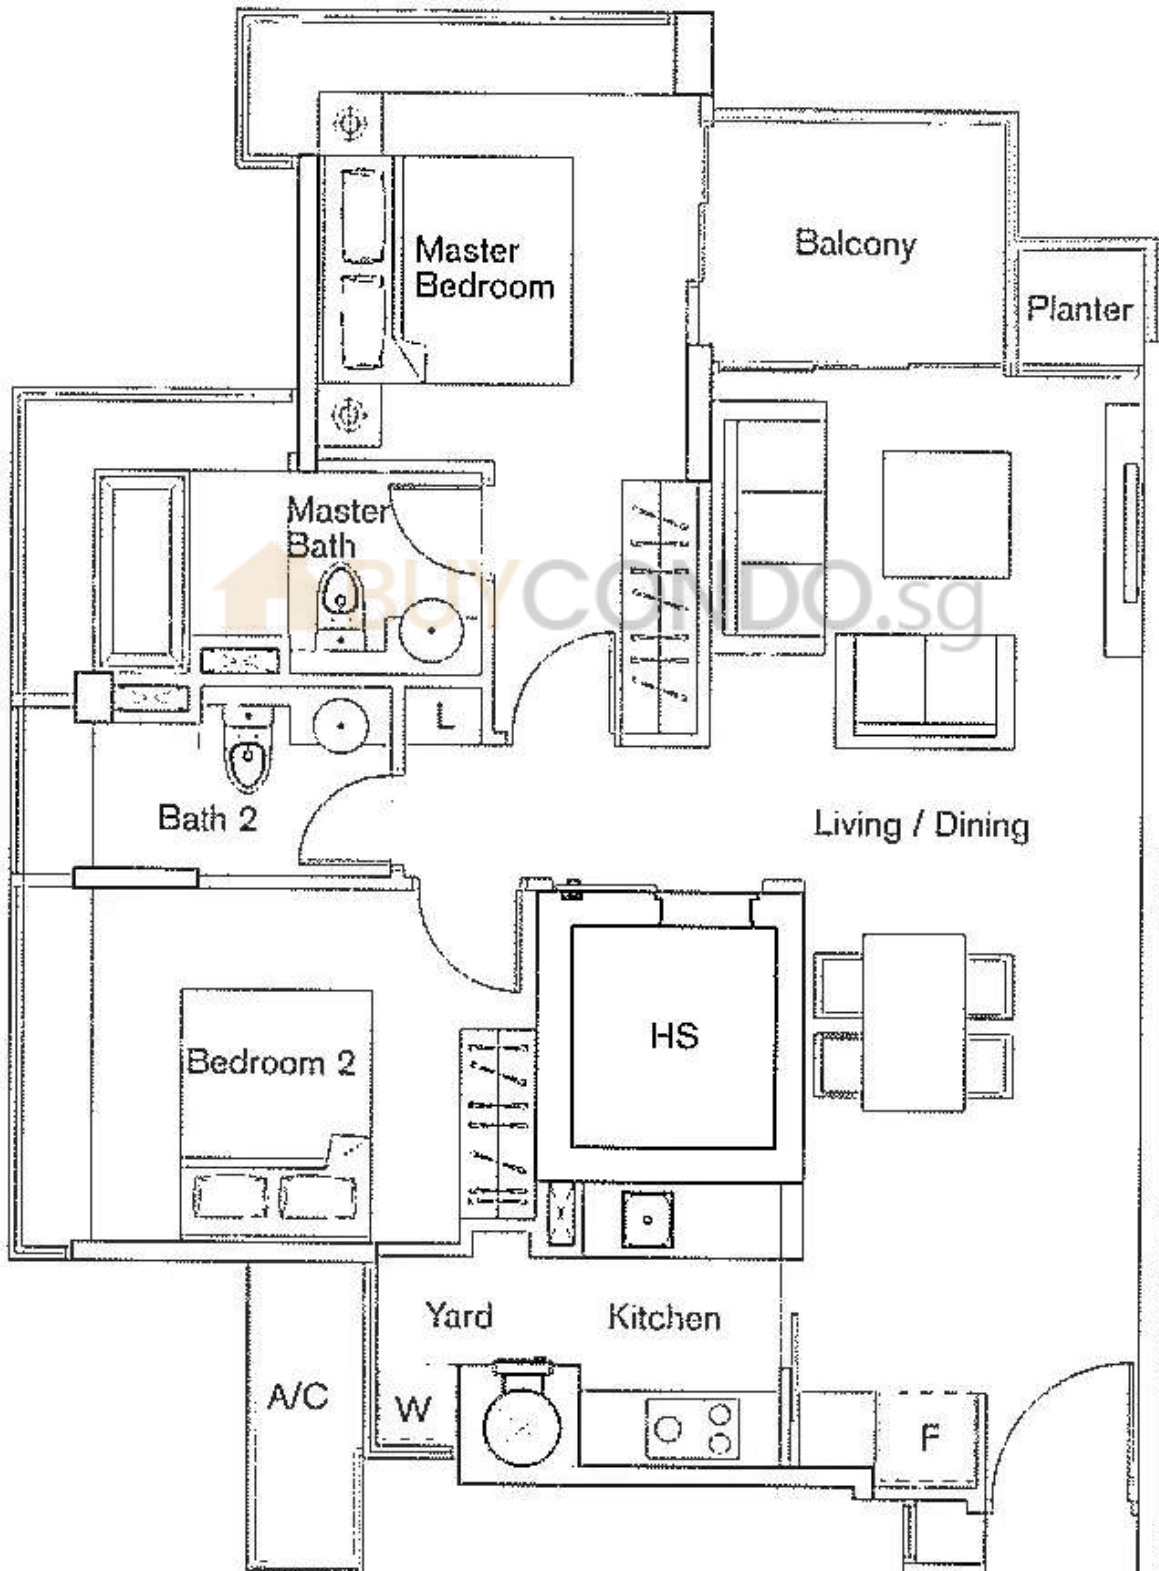 Master
Bedroom
Balcony
Planter
Master
Bath
BUYCONDO.sg
L
Bath 2
Living / Dining
HS
Bedroom 2
Yard
Kitchen
A/C
W
F